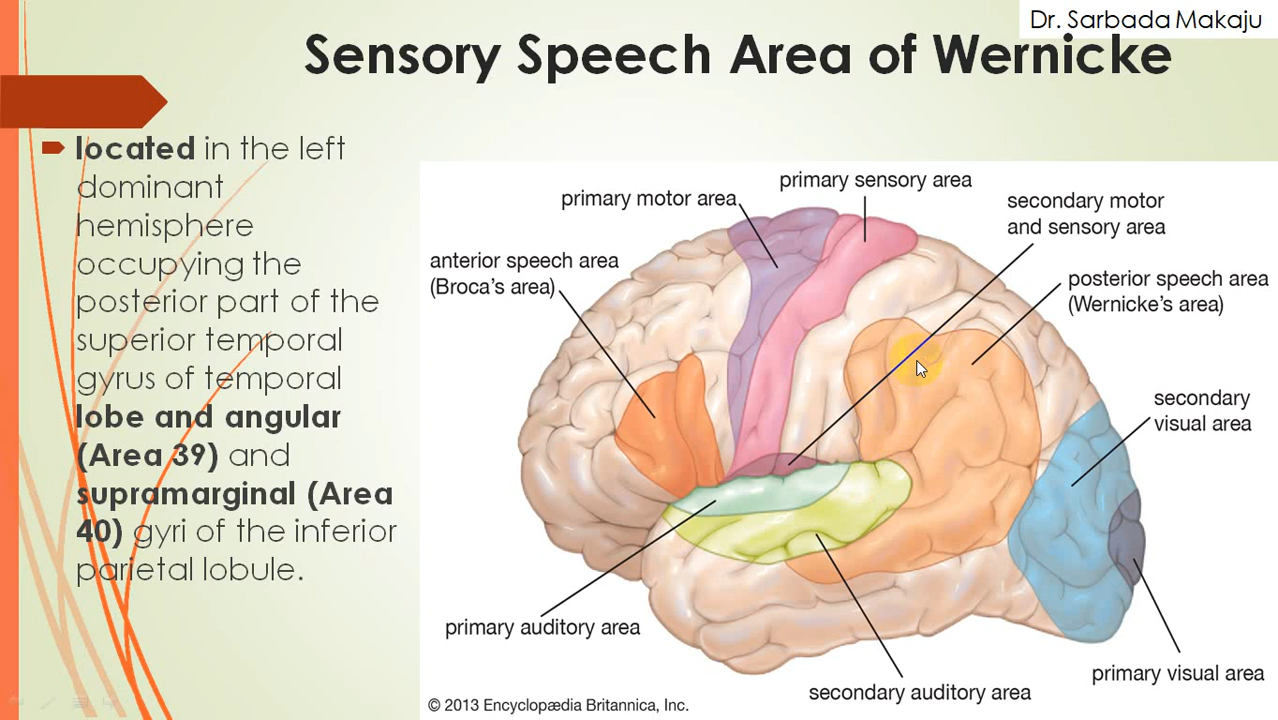 Dr. Sarbada Makaju
Sensory Speech Area of Wernicke
located in the left
dominant
hemisphere
occupying the
posterior part of the
superior temporal
gyrus of temporal
lobe and angular
(Area 39) and
supramarginal (Area
40) gyri of the inferior
parietal lobule.
primary motor area
primary sensory area
secondary motor
and sensory area
anterior speech area
(Broca's area)
posterior speech area
(Wernicke's area)
secondary
visual area
primary auditory area
secondary auditory area
primary visual area
© 2013 Encyclopædia Britannica, Inc.